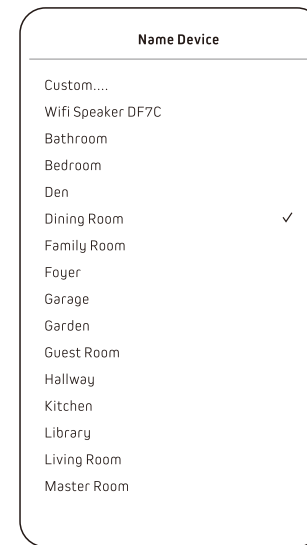 Name Device
Custom....
Wifi Speaker DF7C
Bathroom
Bedroom
Den
Dining Room
Family Room
Foyer
Garage
Garden
Guest Room
Hallway
Kitchen
Library
Living Room
Master Room